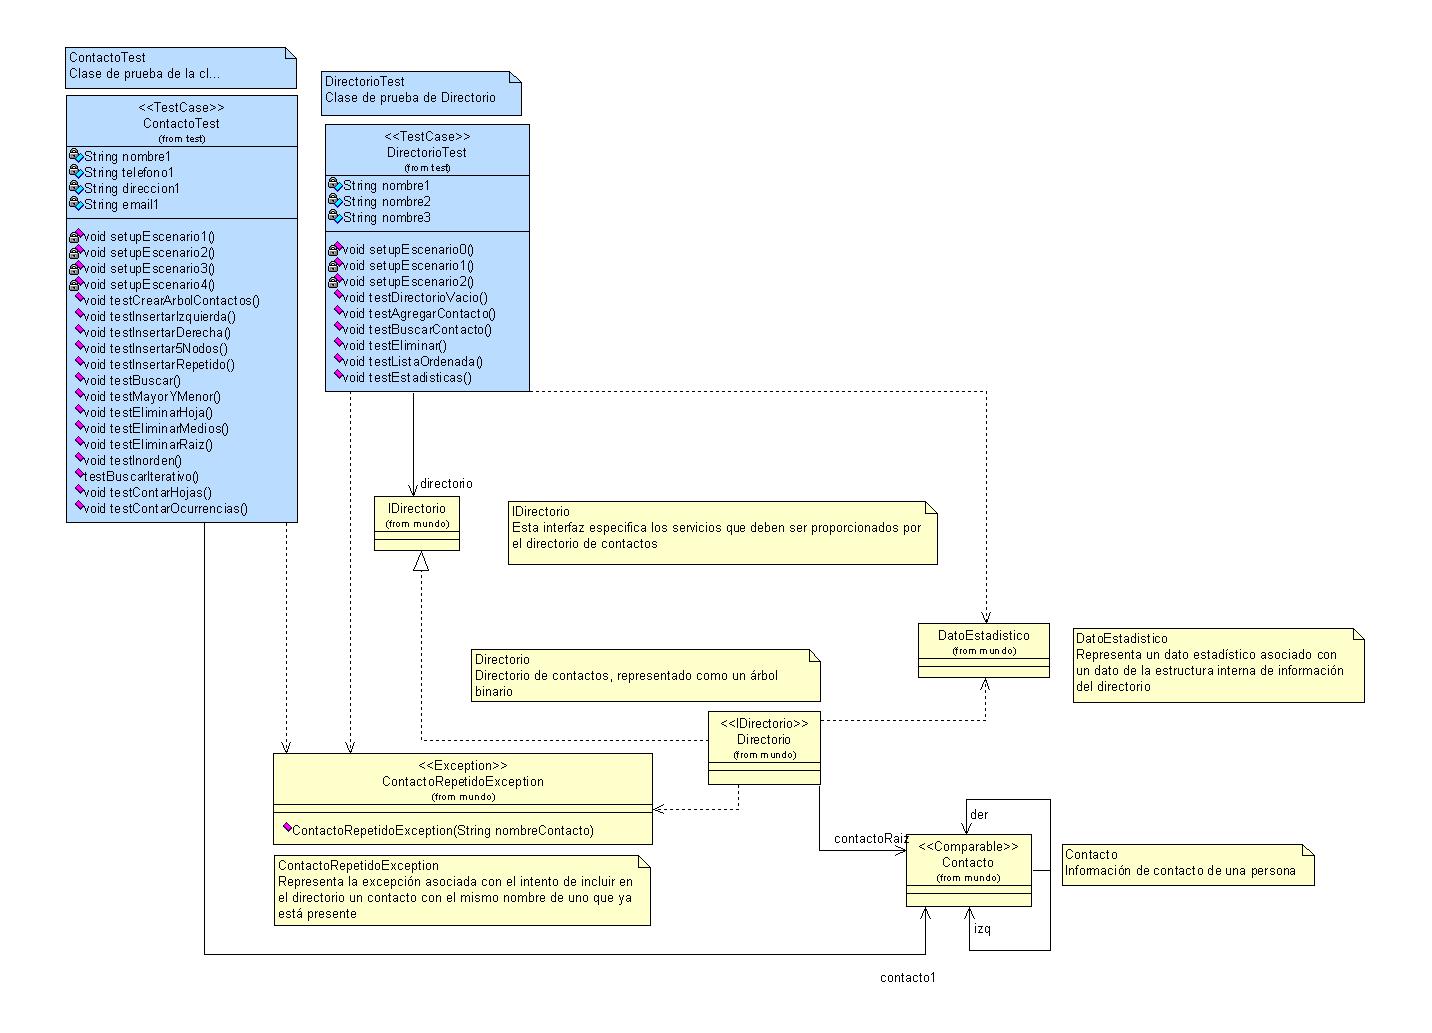 ContactoTest
Clase de prueba de la cl...
<<TestCase>>
ContactoTest
(from test)
String nombre1
String telefono1
String direccion1
String email1
void setupEscenario1()
void setupEscenario2()
void setupEscenario3()
void setupEscenario4()
void testCrearArbolContactos()
void testInsertarIzquierda()
void testInsertarDerecha()
void testInsertar5Nodos()
void testInsertarRepetido()
void testBuscar()
void testMayorYMenor()
void testEliminarHoja()
void testEliminarMedios()
void testEliminarRaiz()
void testInorden()
testBuscarIterativo()
void testContarHojas()
void testContarOcurrencias()
DirectorioTest
Clase de prueba de Directorio
<<TestCase>>
DirectorioTest
(from test)
String nombre1
String nombre2
String nombre3
void setupEscenario0()
void setupEscenario1()
void setupEscenario2()
void testDirectorioVacio()
void testAgregarContacto()
void testBuscarContacto()
void testEliminar()
void testListaOrdenada()
void testEstadisticas()
directorio
IDirectorio
(from mundo)
IDirectorio
Esta interfaz especifica los servicios que deben ser proporcionados por
el directorio de contactos
DatoEstadistico
(from mundo)
DatoEstadistico
Representa un dato estadístico asociado con
un dato de la estructura interna de información
del directorio
Directorio
Directorio de contactos, representado como un árbol
binario
<<IDirectorio>>
Directorio
(from mundo)
<<Exception>>
ContactoRepetidoException
(from mundo)
ContactoRepetidoException(String nombreContacto)
ContactoRepetidoException
Representa la excepción asociada con el intento de incluir en
el directorio un contacto con el mismo nombre de uno que ya
está presente
contactoRaiz
der
<<Comparable>>
Contacto
(from mundo)
izq
Contacto
Información de contacto de una persona
contacto1